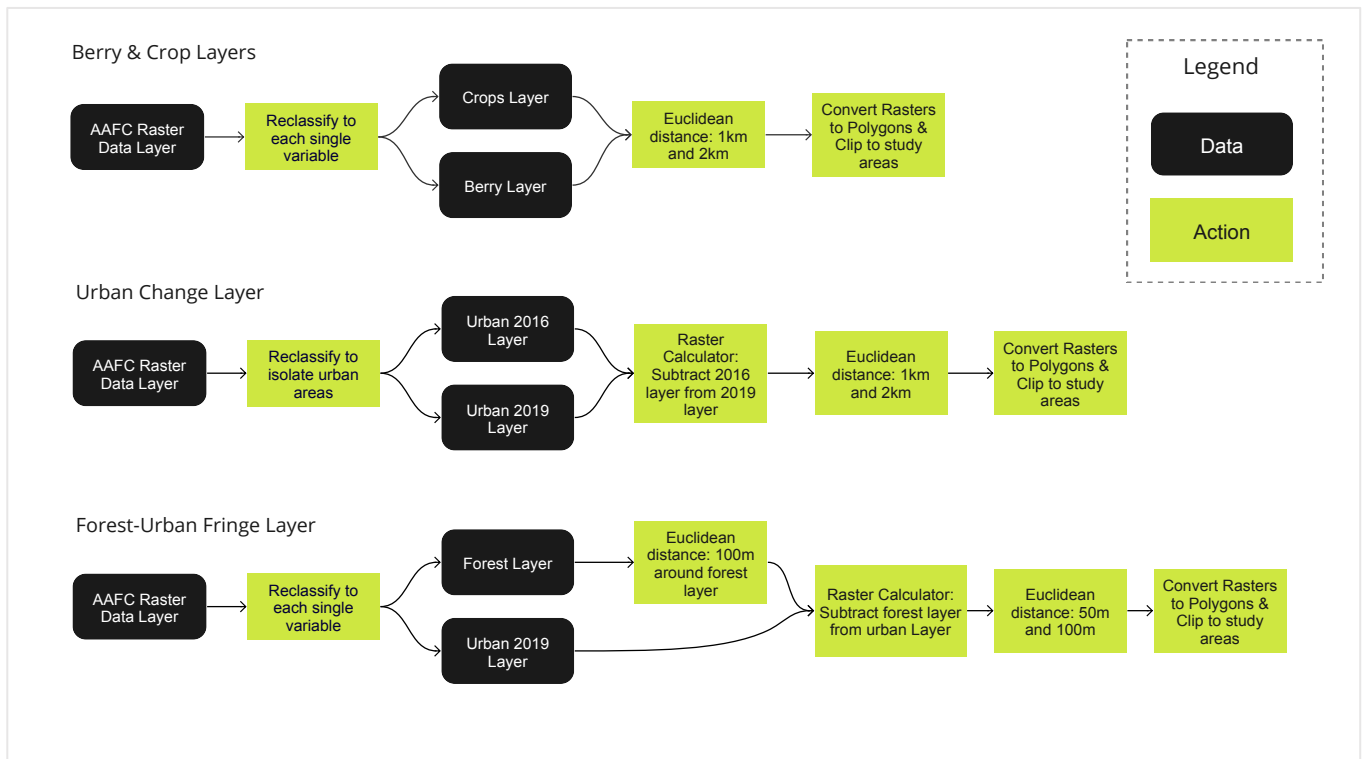 Berry & Crop Layers
AAFC Raster
Data Layer
Reclassify to
each single
variable
Crops Layer
Berry Layer
Euclidean
distance: 1km
and 2km
Convert Rasters
to Polygons &
Clip to study
areas
Legend
Data
Action
Urban Change Layer
AAFC Raster
Data Layer
Reclassify to
isolate urban
areas
Urban 2016
Layer
Urban 2019
Layer
Raster
Calculator:
Subtract 2016
layer from 2019
layer
Euclidean
distance: 1km
and 2km
Convert Rasters
to Polygons &
Clip to study
areas
Forest-Urban Fringe Layer
AAFC Raster
Data Layer
Reclassify to
each single
variable
Forest Layer
Urban 2019
Layer
Euclidean
distance: 100m
around forest
layer
Raster Calculator:
Subtract forest layer
from urban Layer
Euclidean
distance: 50m
and 100m
Convert Rasters
to Polygons &
Clip to study
areas